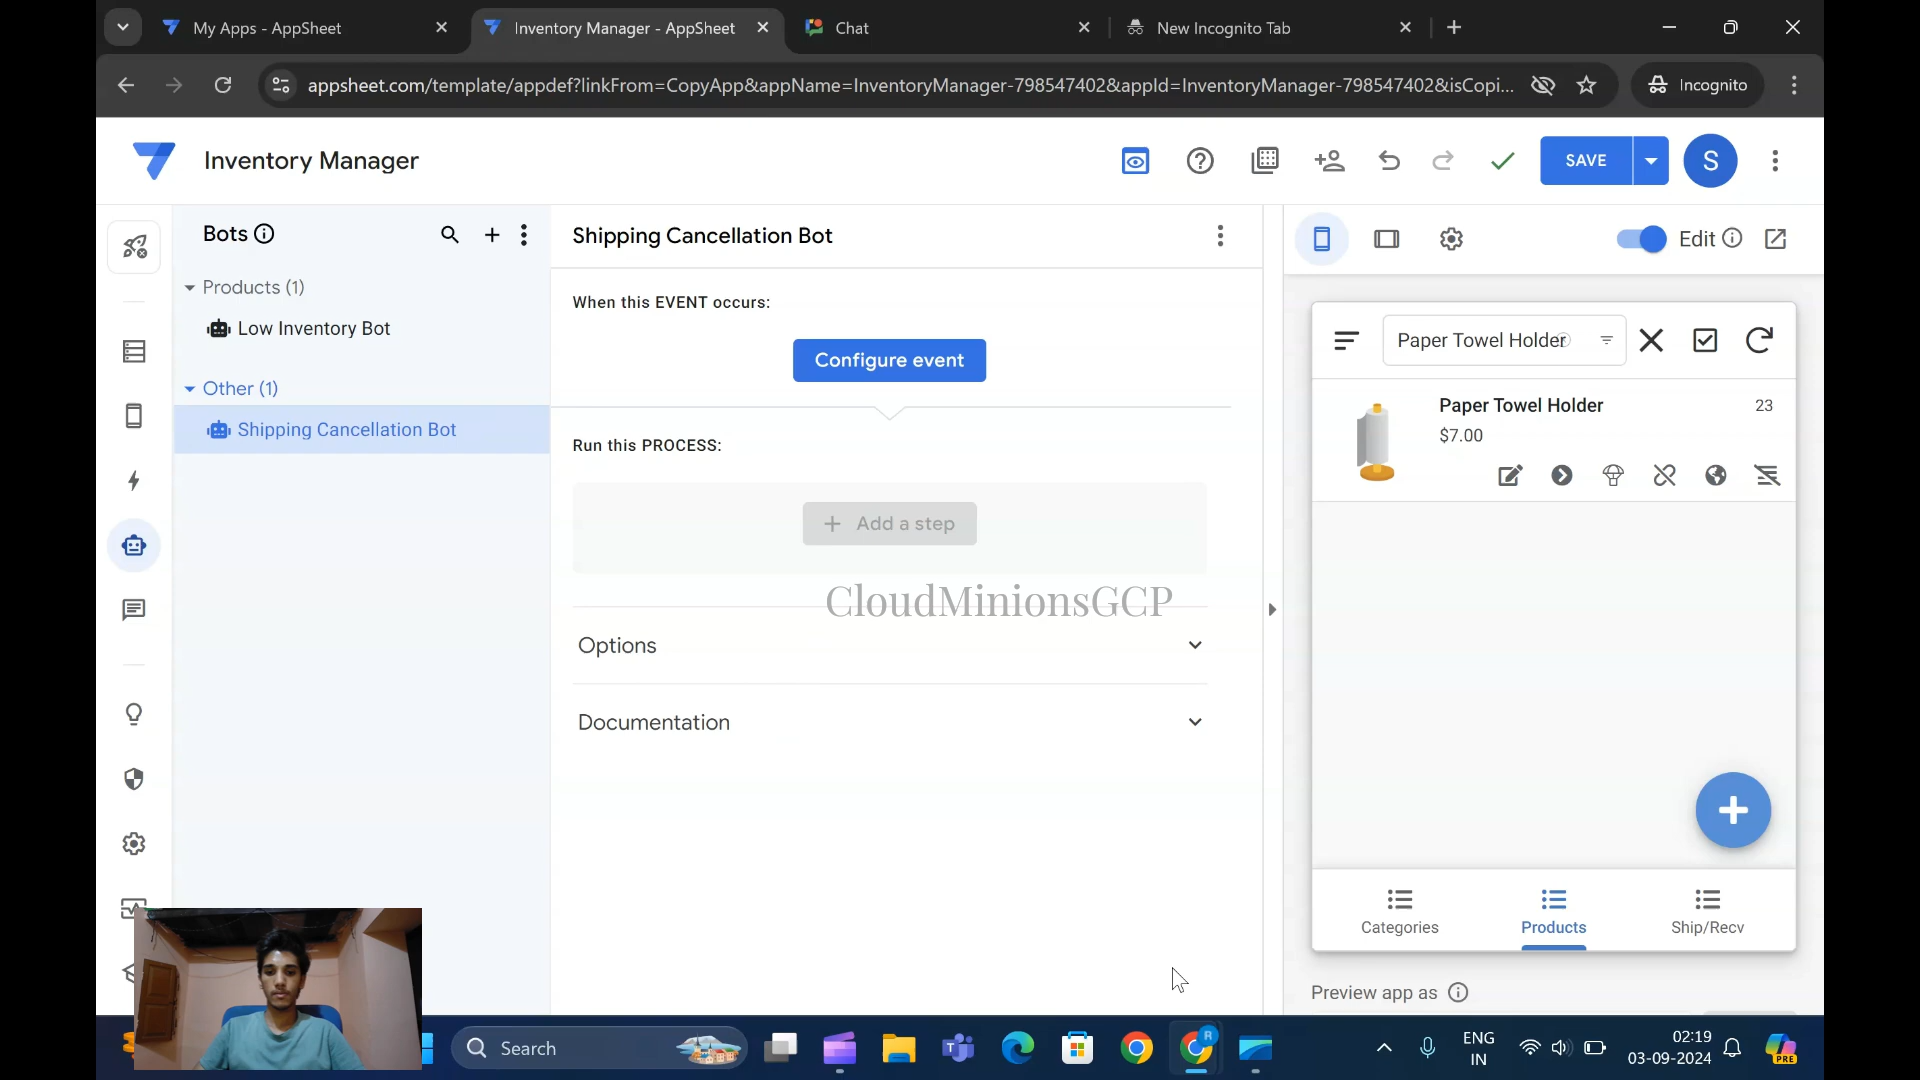 My Apps - AppSheet
Inventory Manager - AppSheet
Chat
New Incognito Tab
appsheet.com/template/appdef?linkFrom=CopyApp&appName=InventoryManager-798547402&appId=InventoryManager-798547402&isCopi...
Incognito
Inventory Manager
SAVE
S
Bots
Shipping Cancellation Bot
Edit
Products (1)
Low Inventory Bot
Other (1)
Shipping Cancellation Bot
When this EVENT occurs:
Configure event
Run this PROCESS:
Add a step
CloudMinionsGCP
Options
Documentation
Paper Towel Holder
Paper Towel Holder
23
$7.00
Categories
Products
Ship/Recv
Preview app as
Search
R
ENG
IN
02:19
03-09-2024
PRE